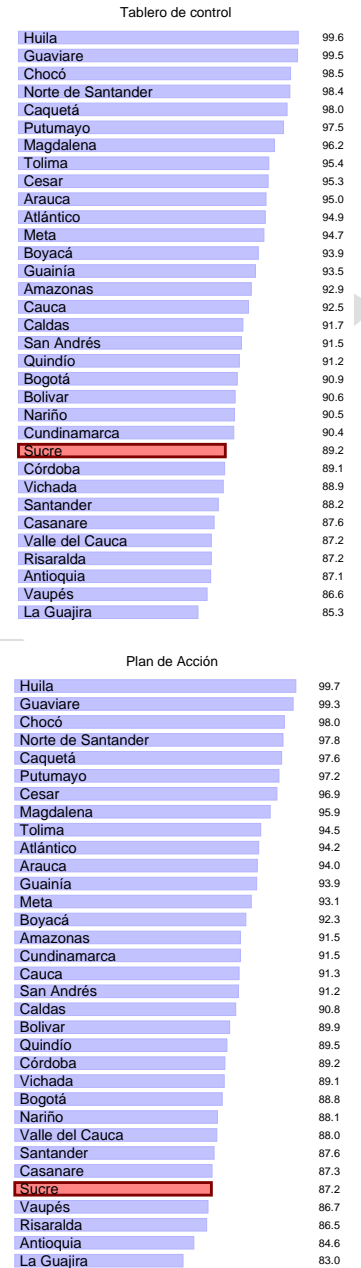 Tablero de control
Huila 99.6
Guaviare 99.5
Chocó 98.5
Norte de Santander 98.4
Caquetá 98.0
Putumayo 97.5
Magdalena 96.2
Tolima 95.4
Cesar 95.3
Arauca 95.0
Atlántico 94.9
Meta 94.7
Boyacá 93.9
Guainía 93.5
Amazonas 92.9
Cauca 92.5
Caldas 91.7
San Andrés 91.5
Quindío 91.2
Bogotá 90.9
Bolivar 90.6
Nariño 90.5
Cundinamarca 90.4
Sucre 89.2
Córdoba 89.1
Vichada 88.9
Santander 88.2
Casanare 87.6
Valle del Cauca 87.2
Risaralda 87.2
Antioquia 87.1
Vaupés 86.6
La Guajira 85.3
Plan de Acción
Huila 99.7
Guaviare 99.3
Chocó 98.0
Norte de Santander 97.8
Caquetá 97.6
Putumayo 97.2
Cesar 96.9
Magdalena 95.9
Tolima 94.5
Atlántico 94.2
Arauca 94.0
Guainía 93.9
Meta 93.1
Boyacá 92.3
Amazonas 91.5
Cundinamarca 91.5
Cauca 91.3
San Andrés 91.2
Caldas 90.8
Bolivar 89.9
Quindío 89.5
Córdoba 89.2
Vichada 89.1
Bogotá 88.8
Nariño 88.1
Valle del Cauca 88.0
Santander 87.6
Casanare 87.3
Sucre 87.2
Vaupés 86.7
Risaralda 86.5
Antioquia 84.6
La Guajira 83.0